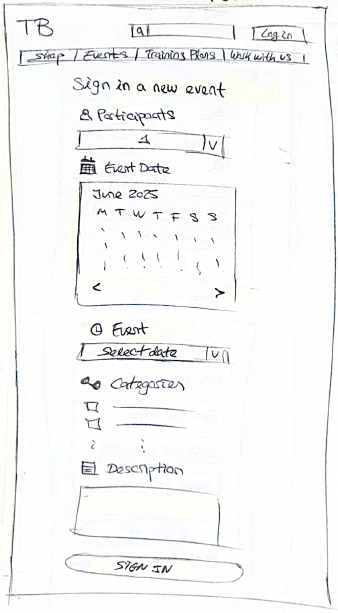 TB Log in
Shop | Events | Training Plans | Work with us |
Sign in a new event
Participants
1
Event Date
June 2025
M T W T F S S
< >
Event
Select date
Categories
Description
SIGN IN